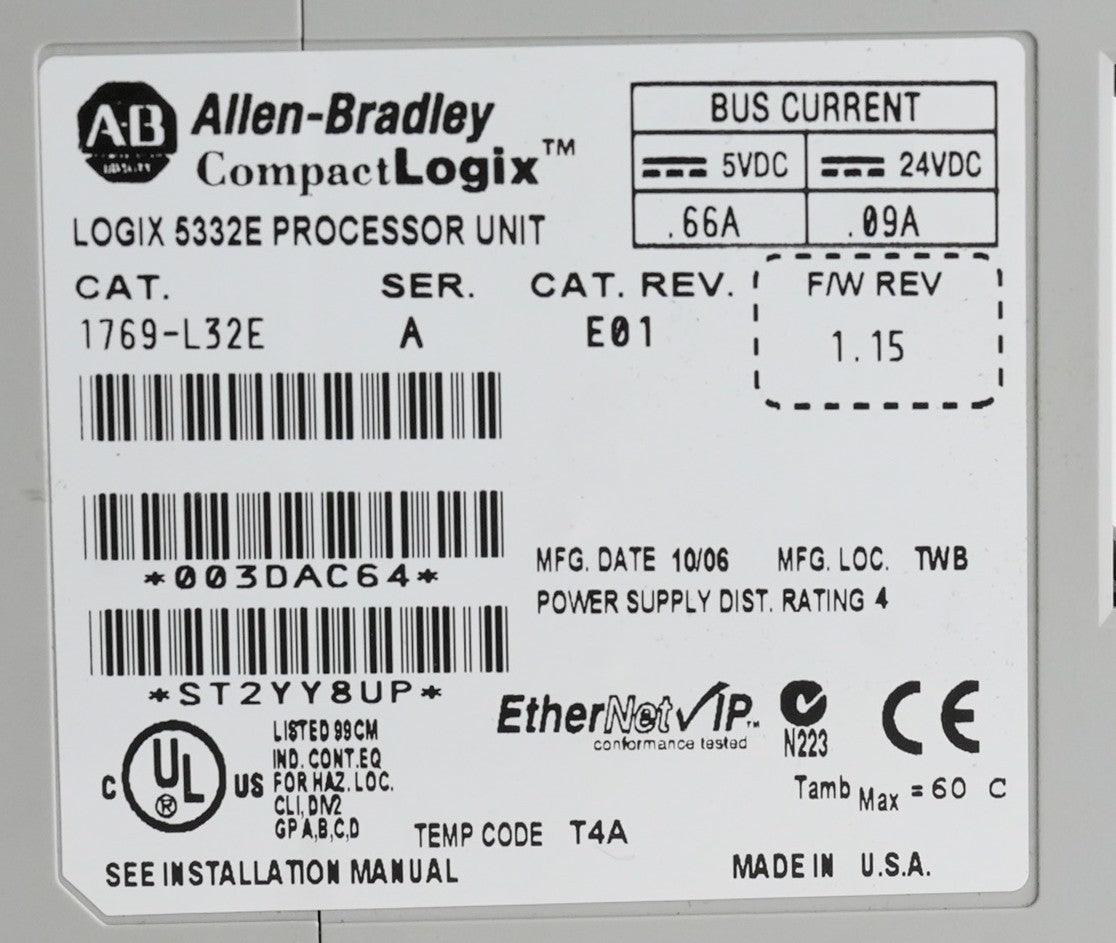 A-B Allen-Bradley
CompactLogix™
LOGIX 5332E PROCESSOR UNIT
BUS CURRENT
5VDC 24VDC
.66A .09A
CAT. SER. CAT. REV. F/W REV
1769-L32E A E01 1.15
*003DAC64*
MFG. DATE 10/06 MFG. LOC. TWB
POWER SUPPLY DIST. RATING 4
*ST2YY8UP*
EtherNet/IP™
conformance tested
N223
CE
C UL ® US
LISTED 99CM
IND. CONT.EQ
FOR HAZ. LOC.
CLI, DIV2
GP A,B,C,D
TEMP CODE T4A
Tamb Max = 60 C
SEE INSTALLATION MANUAL
MADE IN U.S.A.